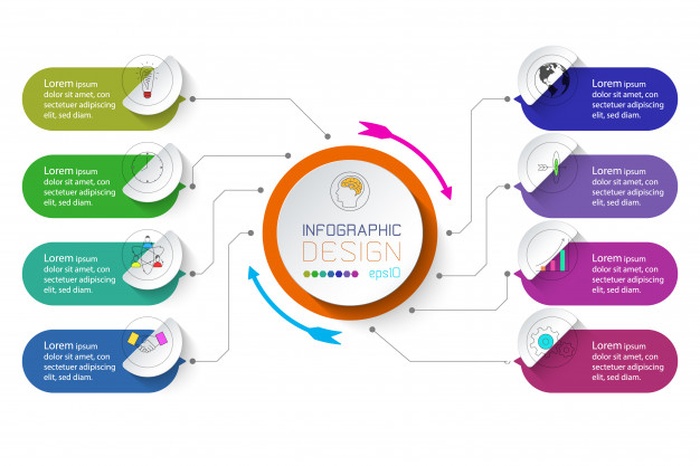 Lorem ipsum
dolor sit amet, con
sectetuer adipiscing
elit, sed diam.
Lorem ipsum
dolor sit amet, con
sectetuer adipiscing
elit, sed diam.
Lorem ipsum
dolor sit amet, con
sectetuer adipiscing
elit, sed diam.
Lorem ipsum
dolor sit amet, con
sectetuer adipiscing
elit, sed diam.
INFOGRAPHIC
DESIGN
eps10
Lorem ipsum
dolor sit amet, con
sectetuer adipiscing
elit, sed diam.
Lorem ipsum
dolor sit amet, con
sectetuer adipiscing
elit, sed diam.
Lorem ipsum
dolor sit amet, con
sectetuer adipiscing
elit, sed diam.
Lorem ipsum
dolor sit amet, con
sectetuer adipiscing
elit, sed diam.